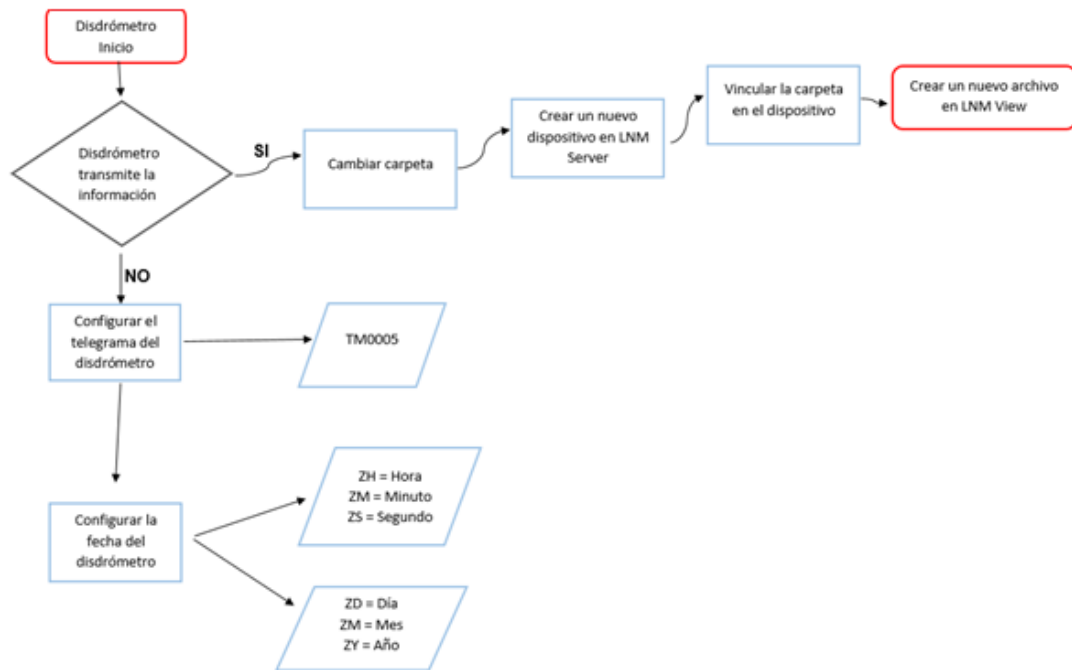 Disdrómetro
Inicio
Disdrómetro
transmite la
información
SI
Cambiar carpeta
Crear un nuevo
dispositivo en LNM
Server
Vincular la carpeta
en el dispositivo
Crear un nuevo archivo
en LNM View
NO
Configurar el
telegrama del
disdrómetro
TM0005
Configurar la
fecha del
disdrómetro
ZH = Hora
ZM = Minuto
ZS = Segundo
ZD = Día
ZM = Mes
ZY = Año